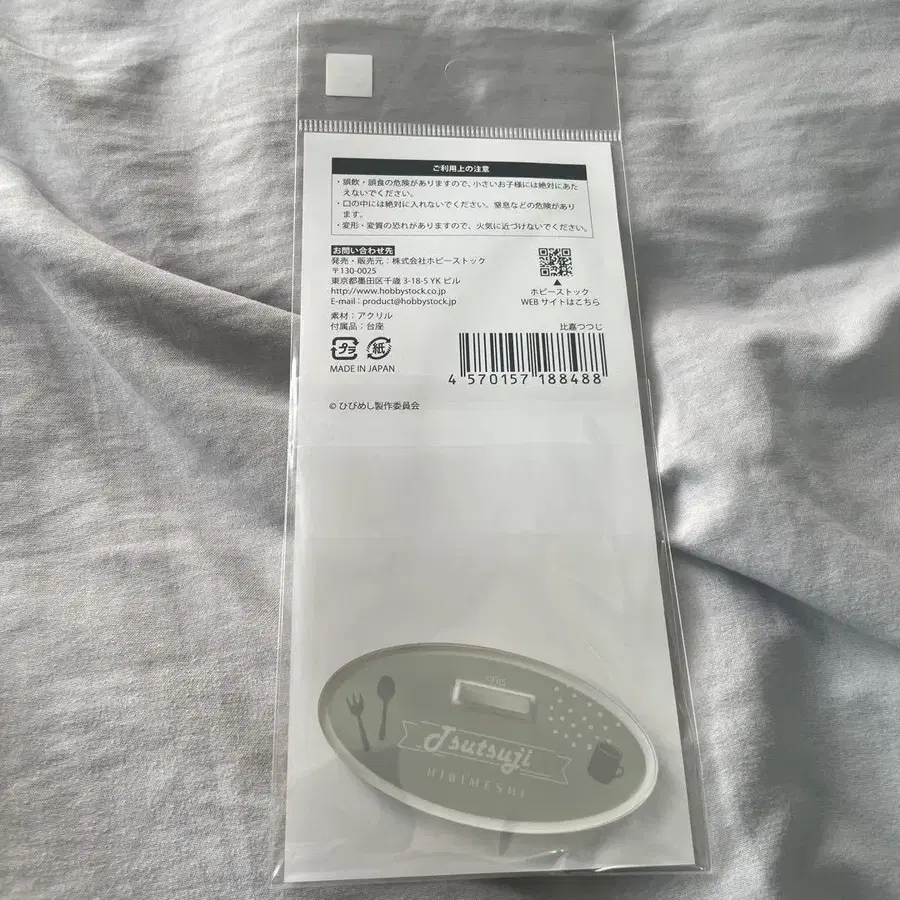 ご利用上の注意
・誤飲・誤食の危険がありますので、小さいお子様には絶対にあた
えないでください。
・口の中には絶対に入れないでください。窒息などの危険があり
ます。
・変形・変質の恐れがありますので、火気に近づけないでください。
お問い合わせ先
発売・販売元：株式会社ホビーストック
〒130-0025
東京都墨田区千歳 3-18-5 YK ビル
http://www.hobbystock.co.jp
E-mail : product@hobbystock.jp
ホビーストック
WEB サイトはこちら
素材：アクリル
付属品：台座
プラ
紙
MADE IN JAPAN
比嘉つつじ
4 570157 188488
© ひびめし製作委員会
Tsutsuji
HIBIMESHI